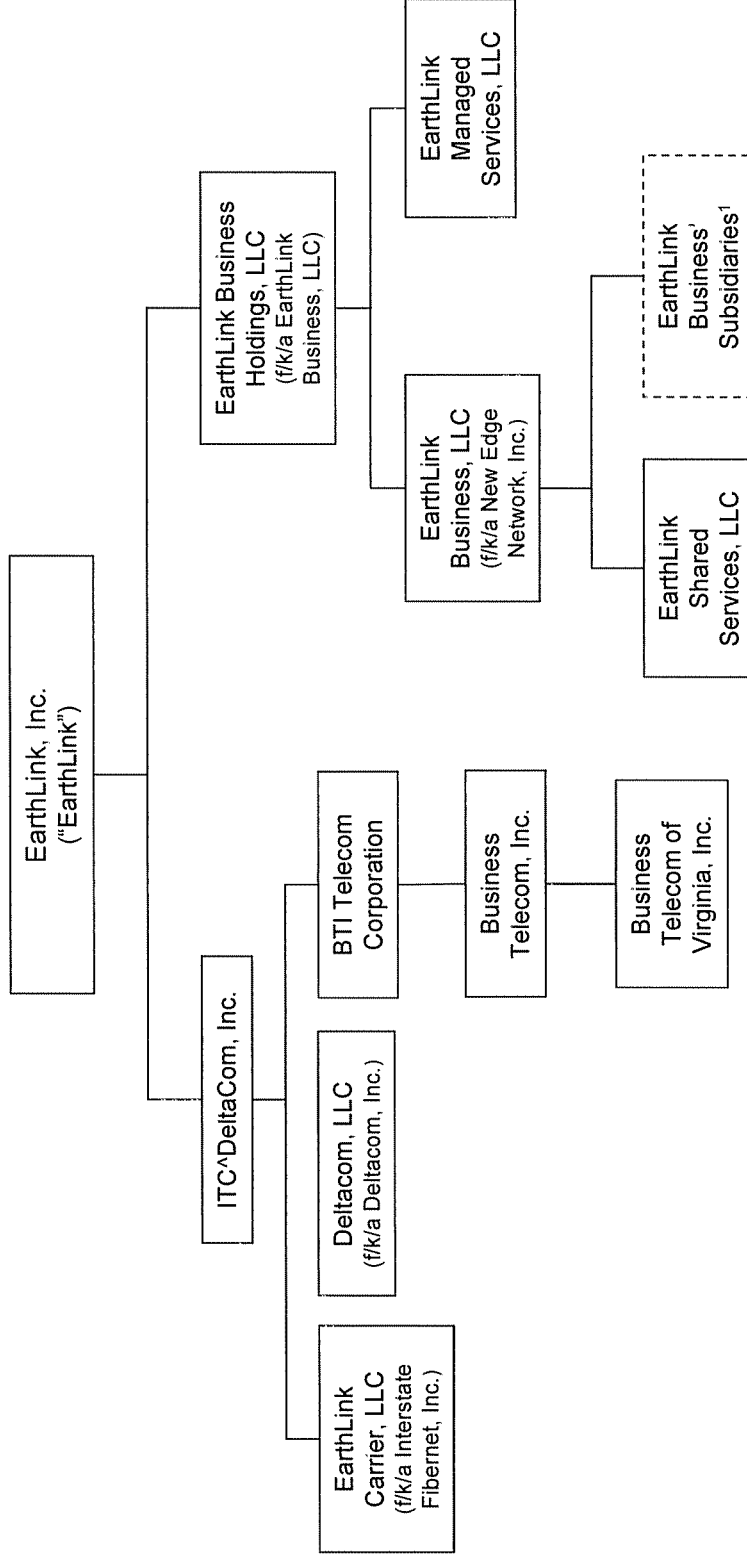 EarthLink, Inc.
(“EarthLink”)
ITC^DeltaCom, Inc.
EarthLink Business
Holdings, LLC
(f/k/a EarthLink
Business, LLC)
EarthLink
Carrier, LLC
(f/k/a Interstate
Fibernet, Inc.)
Deltacom, LLC
(f/k/a Deltacom, Inc.)
BTI Telecom
Corporation
EarthLink
Business, LLC
(f/k/a New Edge
Network, Inc.)
EarthLink
Managed
Services, LLC
Business
Telecom, Inc.
Business
Telecom of
Virginia, Inc.
EarthLink
Shared
Services, LLC
EarthLink
Business’
Subsidiaries¹